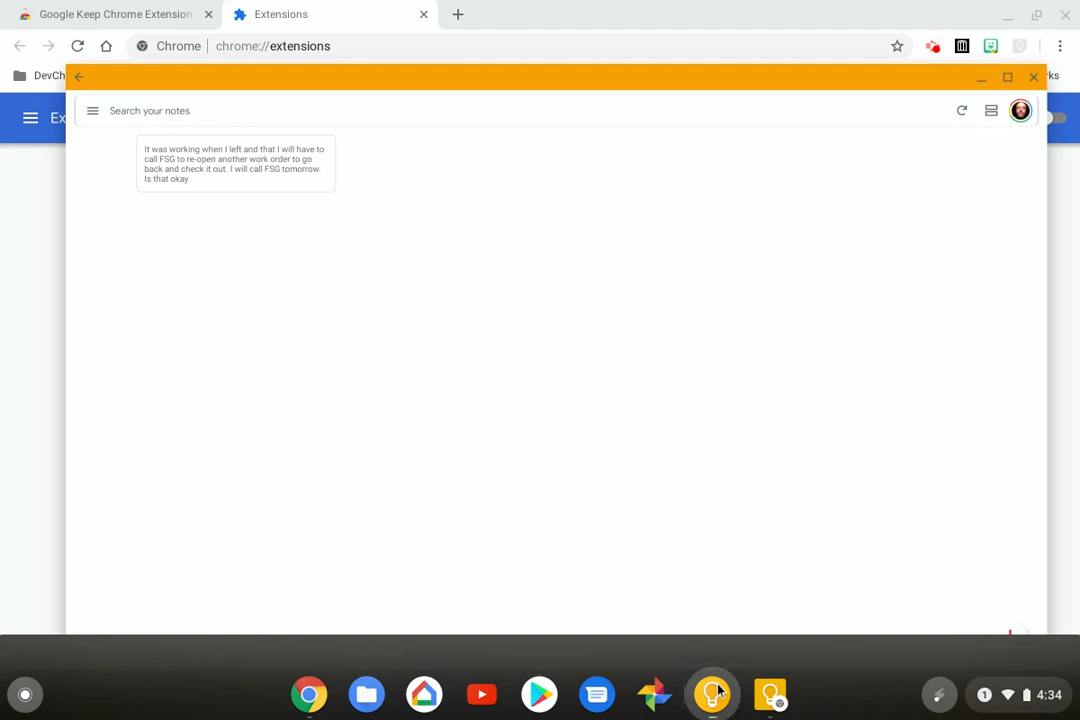 Google Keep Chrome Extension
Extensions
Chrome
chrome://extensions
DevCh
ks
Ex
Search your notes
It was working when I left and that I will have to
call FSG to re-open another work order to go
back and check it out. I will call FSG tomorrow.
Is that okay
1
4:34